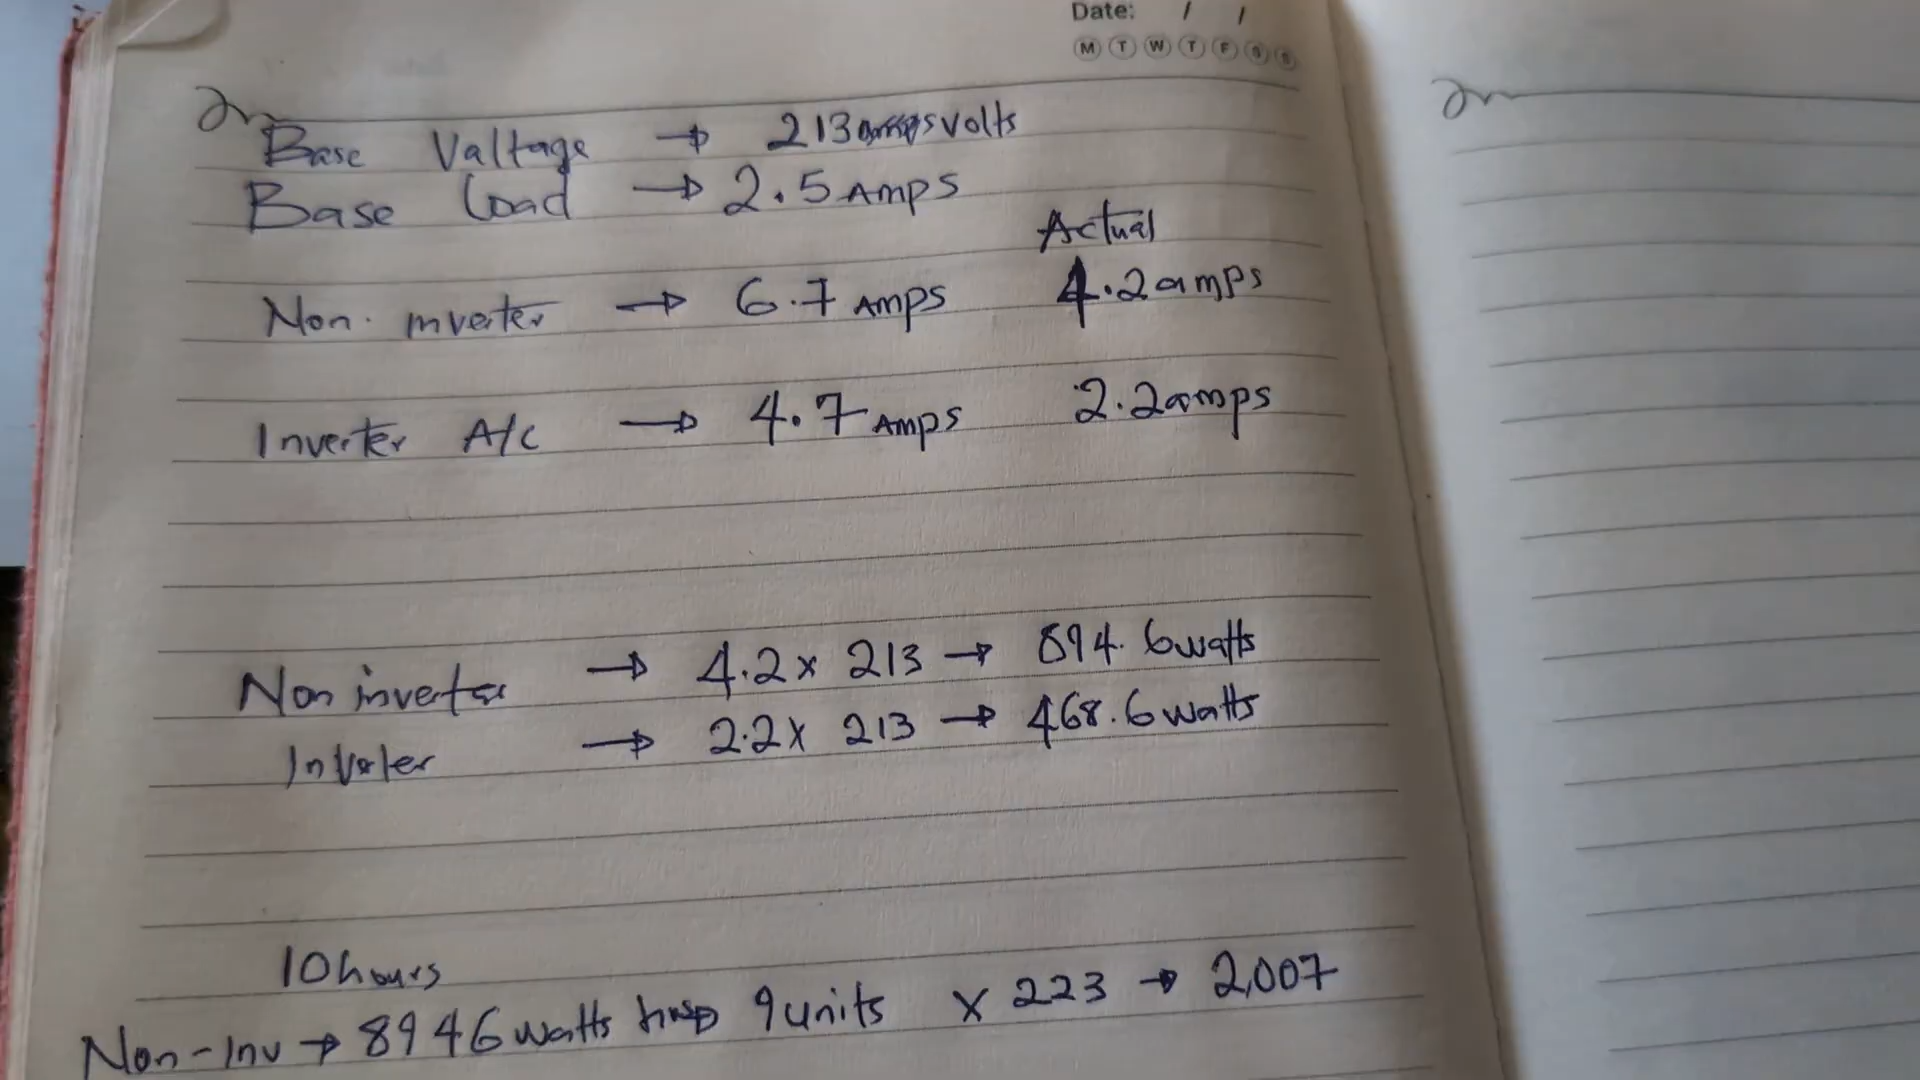 Date: / /
M T W T F S S
Base Valtage → 213 volts
Base Load → 2.5 Amps
Actual
Non. inverter → 6.7 Amps 4.2 amps
Inverter A/C → 4.7 Amps 2.2 amps
Non inverter → 4.2 x 213 → 894.6 watts
Inverter → 2.2 x 213 → 468.6 watts
10 hours
Non-Inv → 8946 watts 9 units x 223 → 2,007